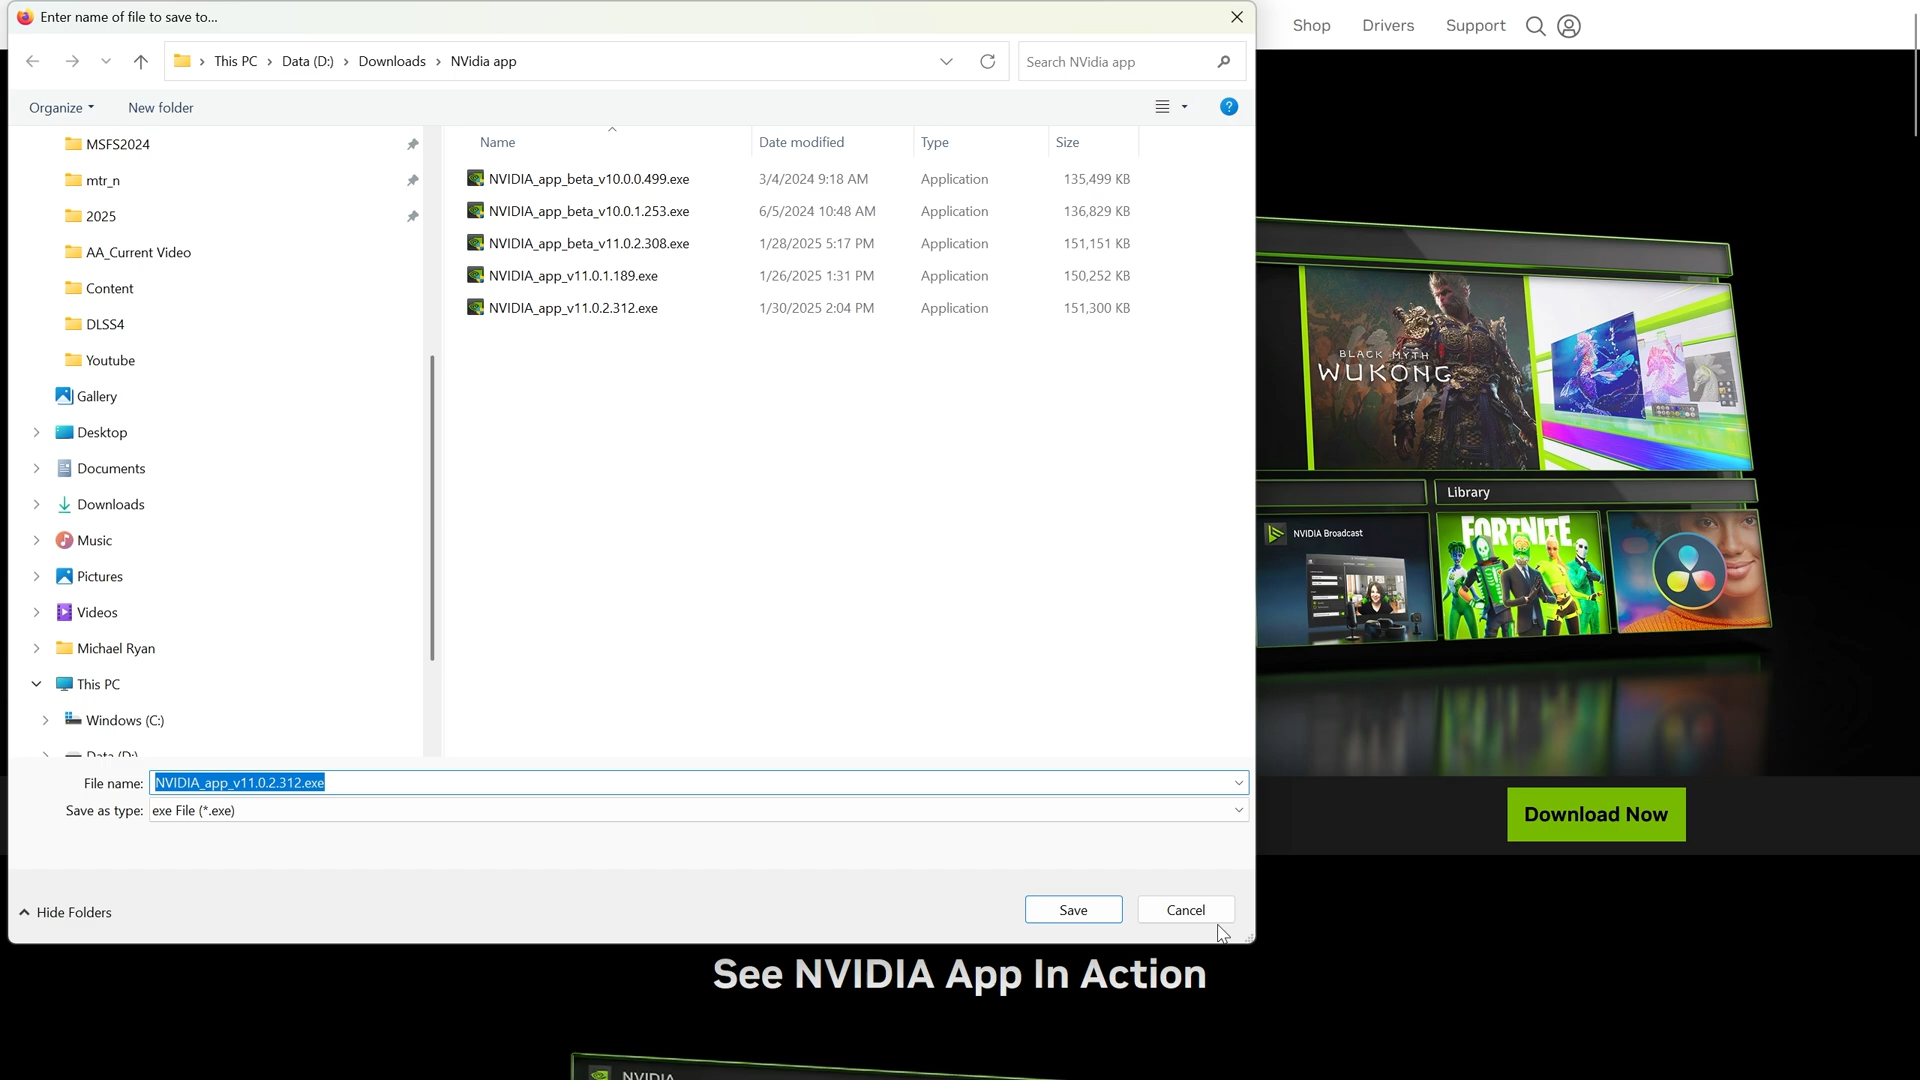 Enter name of file to save to...
Shop Drivers Support
This PC Data (D:) Downloads NVidia app
Search NVidia app
Organize New folder
?
Name Date modified Type Size
MSFS2024
mtr_n
2025
AA_Current Video
Content
DLSS4
Youtube
Gallery
Desktop
Documents
Downloads
Music
Pictures
Videos
Michael Ryan
This PC
Windows (C:)
Data (D:)
NVIDIA_app_beta_v10.0.0.499.exe 3/4/2024 9:18 AM Application 135,499 KB
NVIDIA_app_beta_v10.0.1.253.exe 6/5/2024 10:48 AM Application 136,829 KB
NVIDIA_app_beta_v11.0.2.308.exe 1/28/2025 5:17 PM Application 151,151 KB
NVIDIA_app_v11.0.1.189.exe 1/26/2025 1:31 PM Application 150,252 KB
NVIDIA_app_v11.0.2.312.exe 1/30/2025 2:04 PM Application 151,300 KB
File name: NVIDIA_app_v11.0.2.312.exe
Save as type: exe File (*.exe)
Hide Folders
Save Cancel
BLACK MYTH
WUKONG
Library
NVIDIA Broadcast
FORTNITE
Download Now
See NVIDIA App In Action
NVIDIA